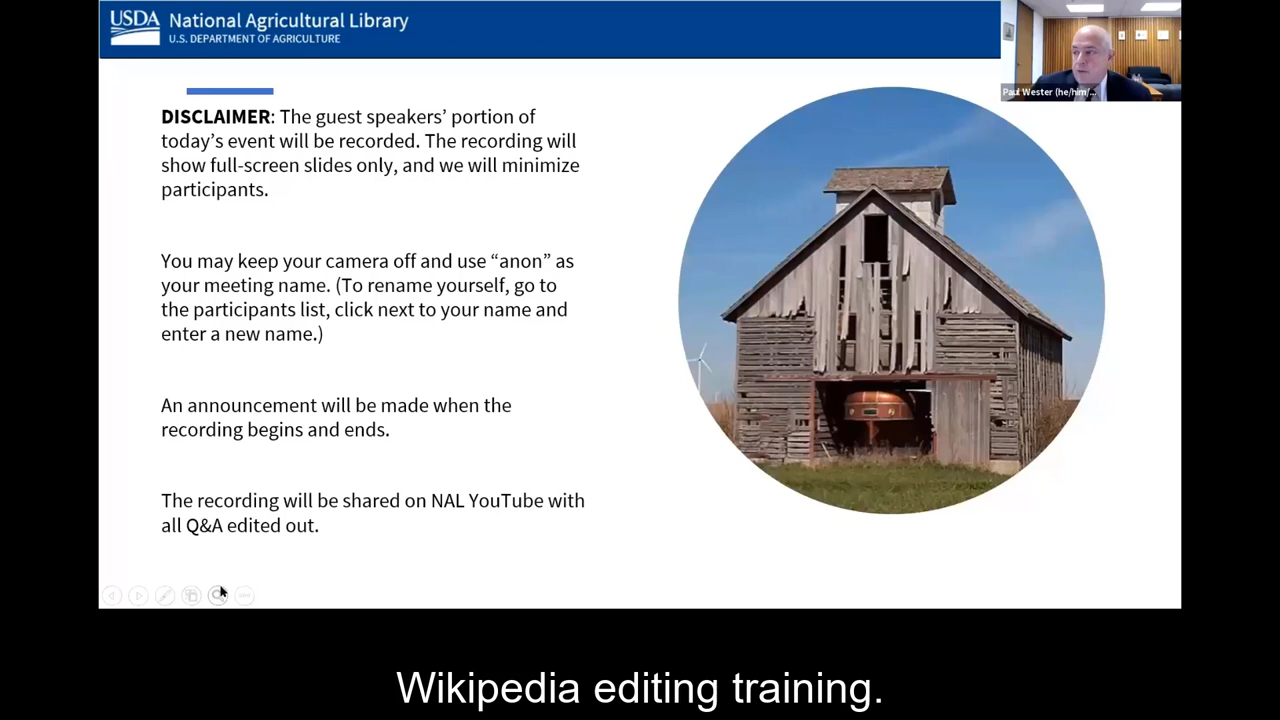 USDA
National Agricultural Library
U.S. DEPARTMENT OF AGRICULTURE
Paul Wester (he/him/...
DISCLAIMER: The guest speakers’ portion of
today’s event will be recorded. The recording will
show full-screen slides only, and we will minimize
participants.
You may keep your camera off and use “anon” as
your meeting name. (To rename yourself, go to
the participants list, click next to your name and
enter a new name.)
An announcement will be made when the
recording begins and ends.
The recording will be shared on NAL YouTube with
all Q&A edited out.
Wikipedia editing training.